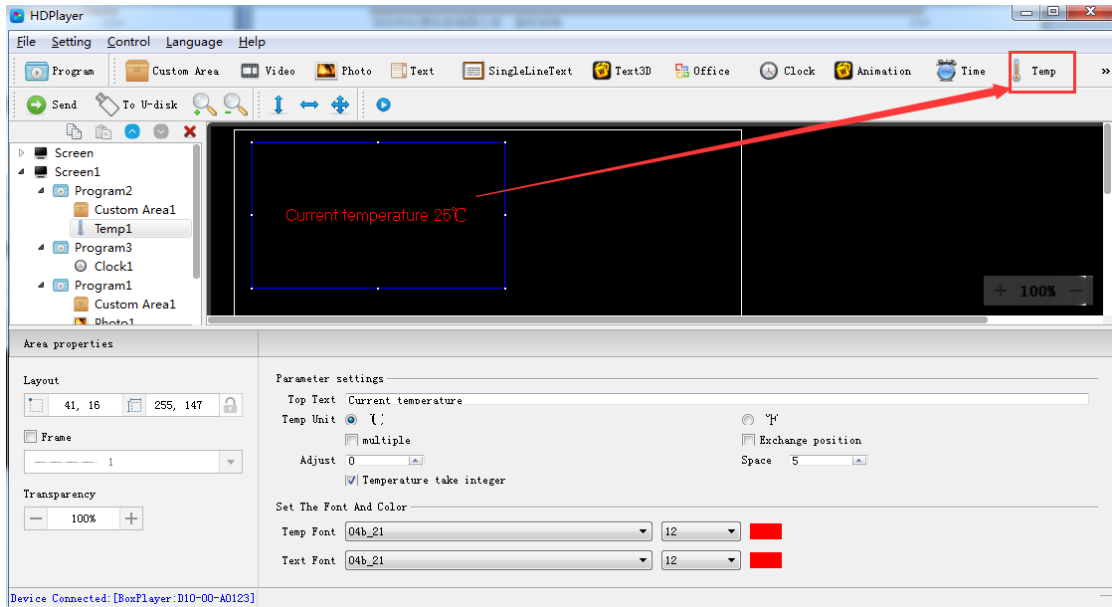 HDPlayer
File Setting Control Language Help
Program Custom Area Video Photo Text SingleLineText Text3D Office Clock Animation Time Temp »
Send To U-disk
Screen
Screen1
Program2
Custom Area1
Temp1
Program3
Clock1
Program1
Custom Area1
Photo1
Current temperature 25℃
+ 100% −
Area properties
Layout
41, 16 255, 147
Frame
1
Transparency
— 100% +
Parameter settings
Top Text Current temperature
Temp Unit
multiple Exchange position
Adjust 0 Space 5
Temperature take integer
Set The Font And Color
Temp Font 04b_21 12
Text Font 04b_21 12
Device Connected:[BoxPlayer:D10-00-A0123]